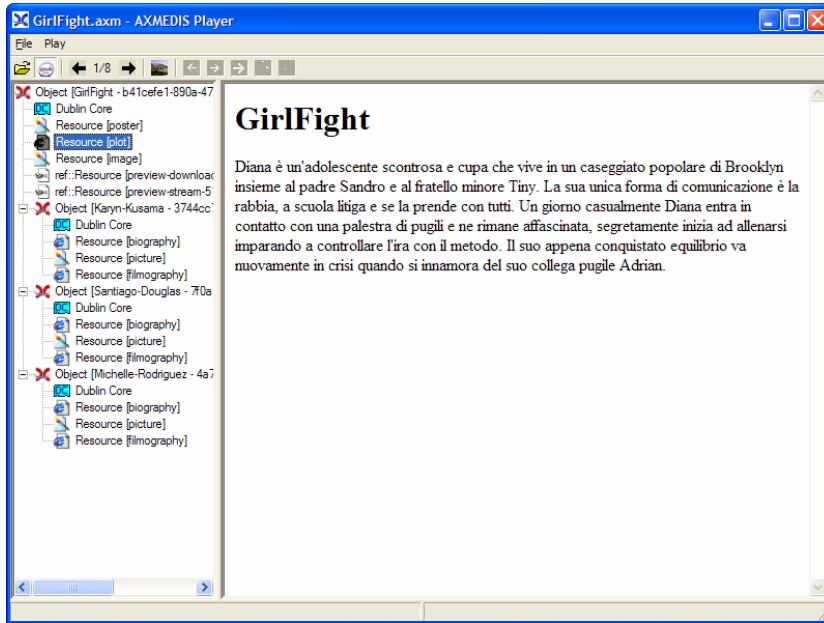 GirlFight.axm - AXMEDIS Player
File Play
1/8
Object [GirlFight - b41cefe1-890a-47
Dublin Core
Resource [poster]
Resource [plot]
Resource [image]
ref::Resource [preview-download
ref::Resource [preview-stream-5
Object [Karyn-Kusama - 3744cc
Dublin Core
Resource [biography]
Resource [picture]
Resource [filmography]
Object [Santiago-Douglas - 7f0a
Dublin Core
Resource [biography]
Resource [picture]
Resource [filmography]
Object [Michelle-Rodriguez - 4a7
Dublin Core
Resource [biography]
Resource [picture]
Resource [filmography]
GirlFight
Diana è un'adolescente scontrosa e cupa che vive in un caseggiato popolare di Brooklyn
insieme al padre Sandro e al fratello minore Tiny. La sua unica forma di comunicazione è la
rabbia, a scuola litiga e se la prende con tutti. Un giorno casualmente Diana entra in
contatto con una palestra di pugili e ne rimane affascinata, segretamente inizia ad allenarsi
imparando a controllare l'ira con il metodo. Il suo appena conquistato equilibrio va
nuovamente in crisi quando si innamora del suo collega pugile Adrian.